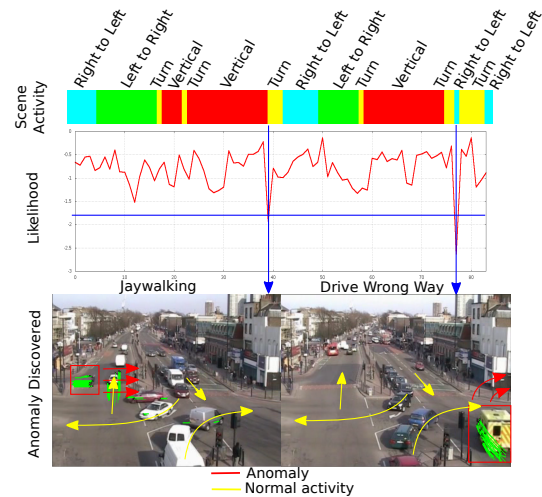 Right to Left
Left to Right
Turn
Vertical
Turn
Vertical
Turn
Right to Left
Left to Right
Turn
Vertical
Turn
Right to Left
Turn
Right to Left
Scene
Activity
Likelihood
0
-0.5
-1
-1.5
-2
-2.5
-3
0
10
20
30
40
50
60
70
80
Jaywalking
Drive Wrong Way
Anomaly Discovered
Anomaly
Normal activity